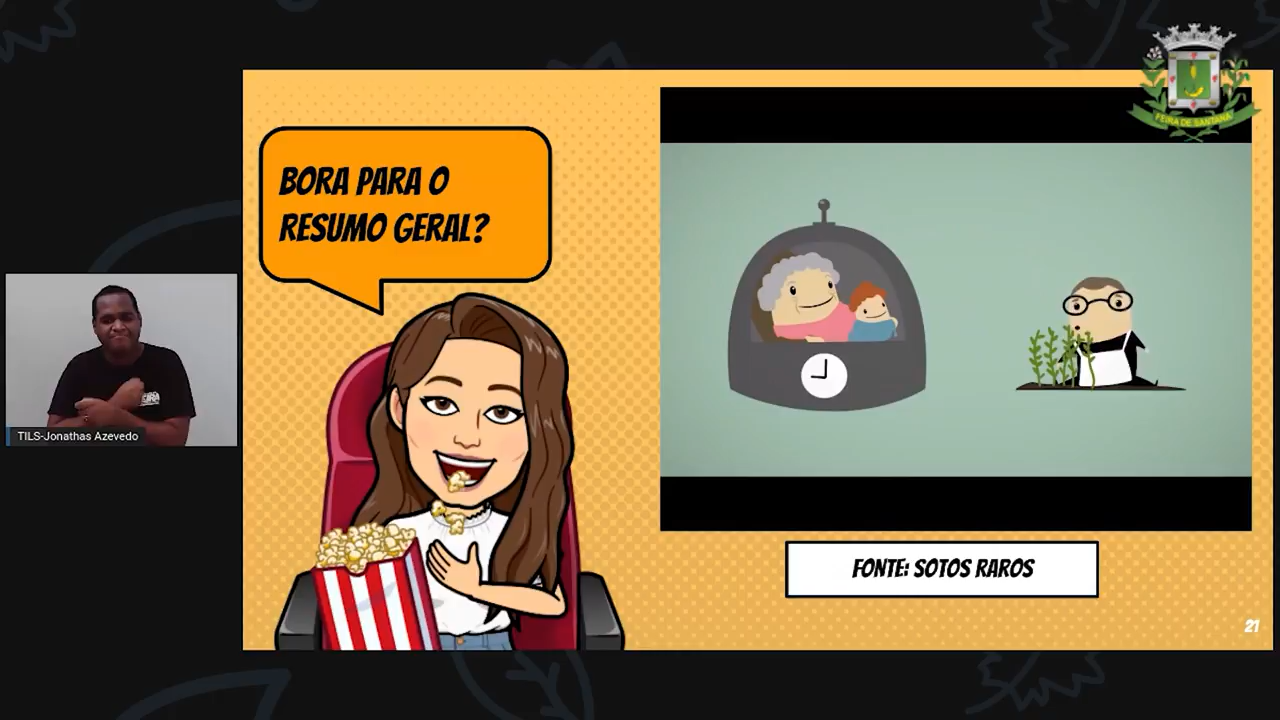 FEIRA DE SANTANA
BORA PARA O
RESUMO GERAL?
TILS-Jonathas Azevedo
FONTE: SOTOS RAROS
21